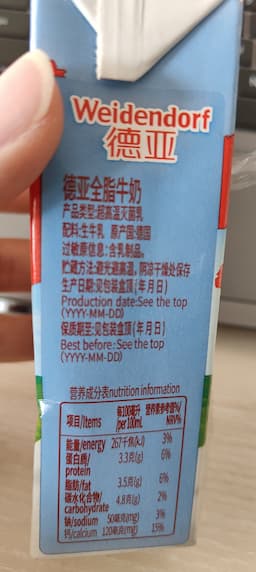 Weidendorf
德亚
德亚全脂牛奶
产品类型:超高温灭菌乳
配料:生牛乳 原产国:德国
过敏原信息:含乳制品。
贮藏方法:避光避高温,阴凉干燥处保存
生产日期:见包装盒顶(年月日)
Production date:See the top
(YYYY-MM-DD)
保质期至:见包装盒顶(年月日)
Best before:See the top
(YYYY-MM-DD)
营养成分表nutrition information
项目/Items 每100毫升/per100mL 营养素参考值%/NRV%
能量/energy 267千焦(kJ) 3%
蛋白质/protein 3.3克(g) 6%
脂肪/fat 3.5克(g) 6%
碳水化合物/carbohydrate 4.8克(g) 2%
钠/sodium 50毫克(mg) 3%
钙/calcium 120毫克(mg) 15%